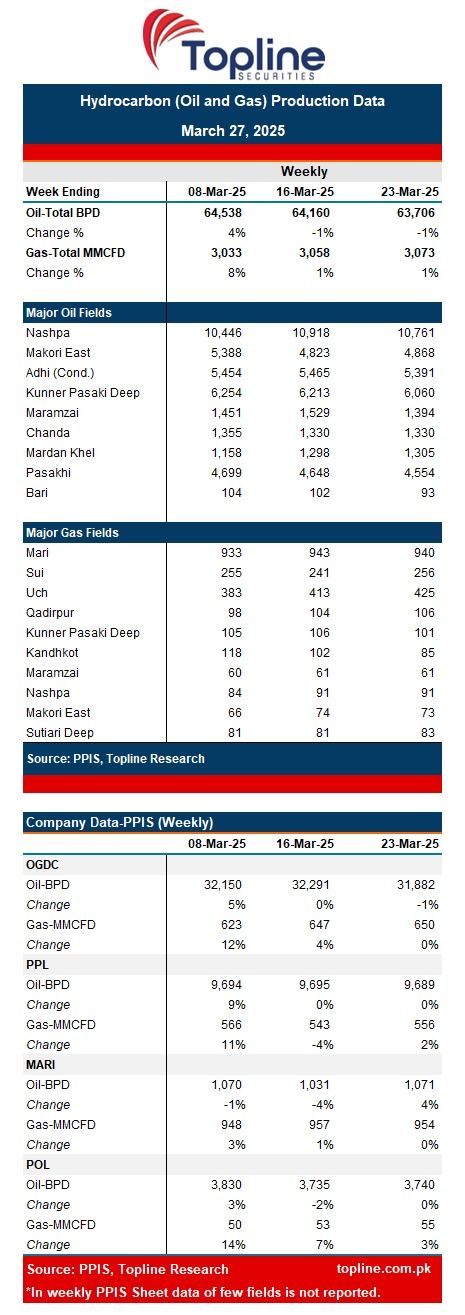 Topline
SECURITIES
Hydrocarbon (Oil and Gas) Production Data
March 27, 2025
Weekly
Week Ending 08-Mar-25 16-Mar-25 23-Mar-25
Oil-Total BPD 64,538 64,160 63,706
Change % 4% -1% -1%
Gas-Total MMCFD 3,033 3,058 3,073
Change % 8% 1% 1%
Major Oil Fields
Nashpa 10,446 10,918 10,761
Makori East 5,388 4,823 4,868
Adhi (Cond.) 5,454 5,465 5,391
Kunner Pasaki Deep 6,254 6,213 6,060
Maramzai 1,451 1,529 1,394
Chanda 1,355 1,330 1,330
Mardan Khel 1,158 1,298 1,305
Pasakhi 4,699 4,648 4,554
Bari 104 102 93
Major Gas Fields
Mari 933 943 940
Sui 255 241 256
Uch 383 413 425
Qadirpur 98 104 106
Kunner Pasaki Deep 105 106 101
Kandhkot 118 102 85
Maramzai 60 61 61
Nashpa 84 91 91
Makori East 66 74 73
Sutiari Deep 81 81 83
Source: PPIS, Topline Research
Company Data-PPIS (Weekly)
08-Mar-25 16-Mar-25 23-Mar-25
OGDC
Oil-BPD 32,150 32,291 31,882
Change 5% 0% -1%
Gas-MMCFD 623 647 650
Change 12% 4% 0%
PPL
Oil-BPD 9,694 9,695 9,689
Change 9% 0% 0%
Gas-MMCFD 566 543 556
Change 11% -4% 2%
MARI
Oil-BPD 1,070 1,031 1,071
Change -1% -4% 4%
Gas-MMCFD 948 957 954
Change 3% 1% 0%
POL
Oil-BPD 3,830 3,735 3,740
Change 3% -2% 0%
Gas-MMCFD 50 53 55
Change 14% 7% 3%
Source: PPIS, Topline Research topline.com.pk
*In weekly PPIS Sheet data of few fields is not reported.